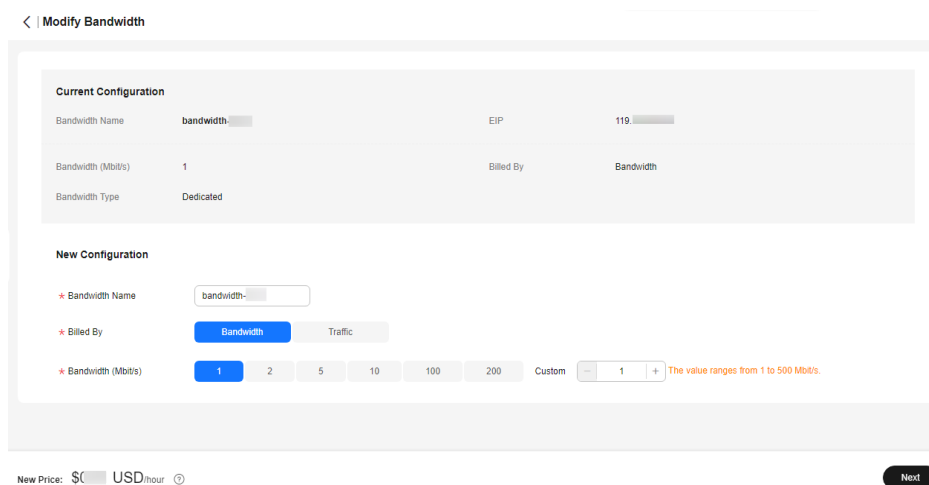 Modify Bandwidth
Current Configuration
Bandwidth Name bandwidth- EIP 119.
Bandwidth (Mbit/s) 1 Billed By Bandwidth
Bandwidth Type Dedicated
New Configuration
* Bandwidth Name bandwidth-
* Billed By Bandwidth Traffic
* Bandwidth (Mbit/s) 1 2 5 10 100 200 Custom − 1 + The value ranges from 1 to 500 Mbit/s.
New Price: $ USD/hour ? Next